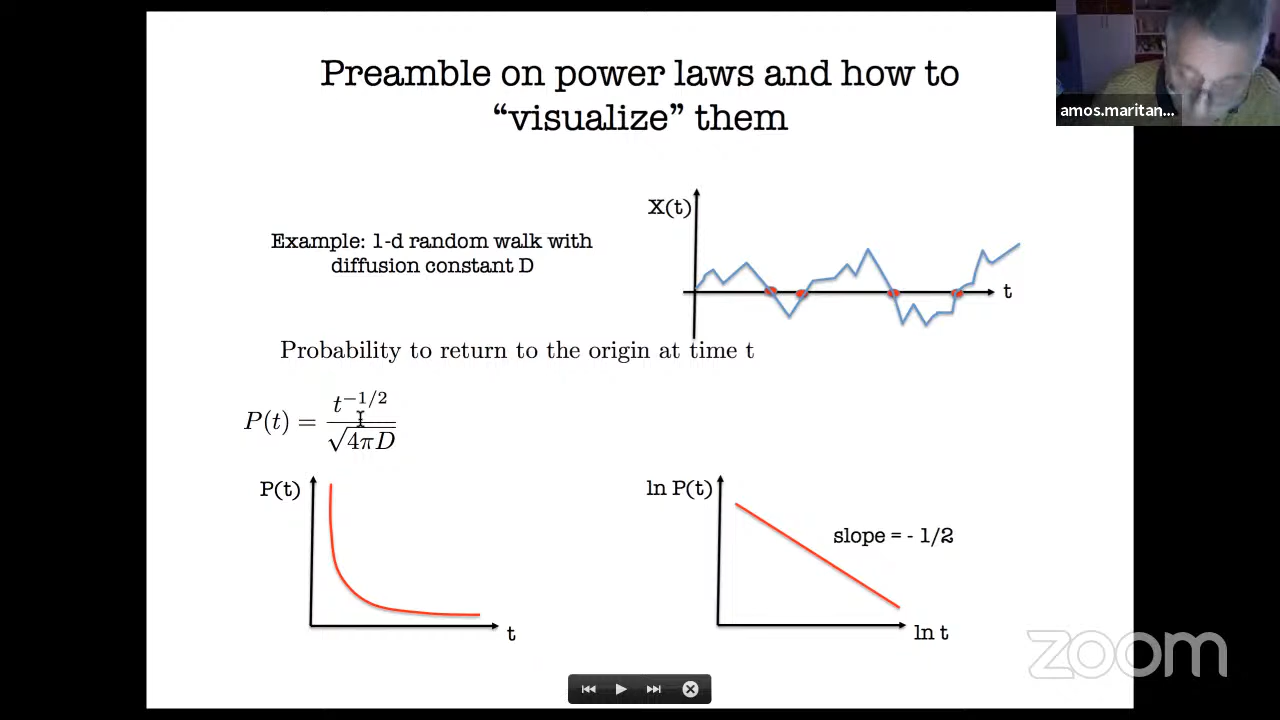 Preamble on power laws and how to
“visualize” them
amos.maritan...
X(t)
Example: 1-d random walk with
diffusion constant D
t
Probability to return to the origin at time t
P(t) = t^{-1/2} / √(4πD)
P(t)
t
ln P(t)
slope = - 1/2
ln t
zoom